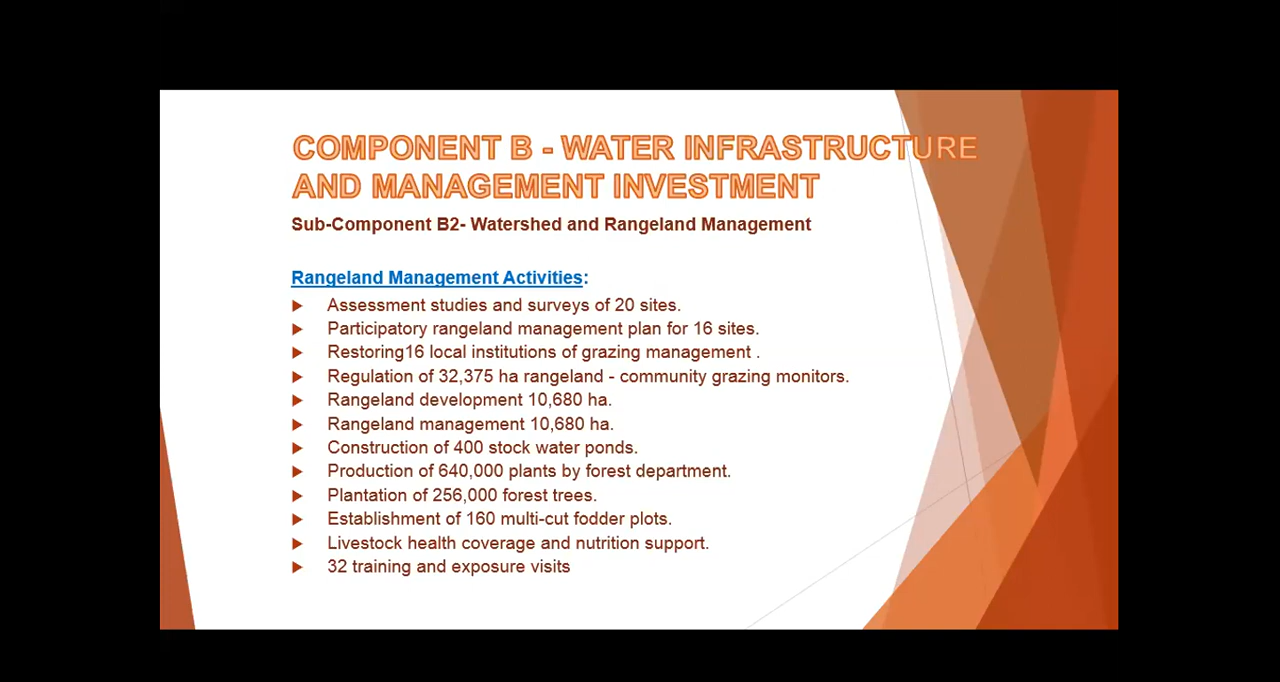 COMPONENT B - WATER INFRASTRUCTURE
AND MANAGEMENT INVESTMENT
Sub-Component B2- Watershed and Rangeland Management
Rangeland Management Activities:
Assessment studies and surveys of 20 sites.
Participatory rangeland management plan for 16 sites.
Restoring16 local institutions of grazing management .
Regulation of 32,375 ha rangeland - community grazing monitors.
Rangeland development 10,680 ha.
Rangeland management 10,680 ha.
Construction of 400 stock water ponds.
Production of 640,000 plants by forest department.
Plantation of 256,000 forest trees.
Establishment of 160 multi-cut fodder plots.
Livestock health coverage and nutrition support.
32 training and exposure visits